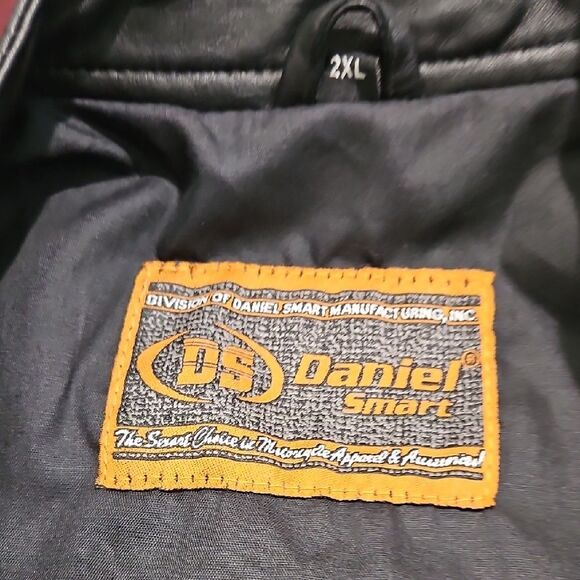 2XL
DIVISION OF DANIEL SMART MANUFACTURING, INC.
DS Daniel®
Smart
The Smart Choice in Motorcycle Apparel & Accessories!